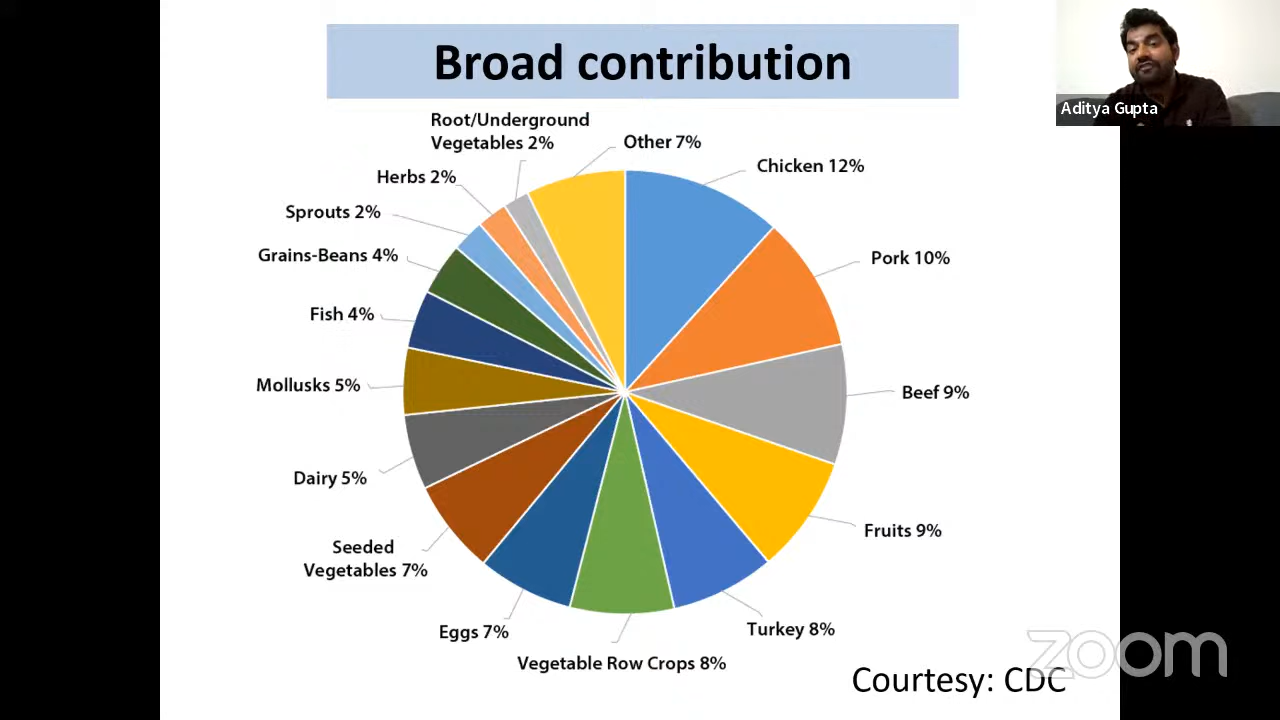 Broad contribution
Aditya Gupta
Root/Underground
Vegetables 2%
Other 7%
Chicken 12%
Herbs 2%
Sprouts 2%
Grains-Beans 4%
Pork 10%
Fish 4%
Mollusks 5%
Beef 9%
Dairy 5%
Fruits 9%
Seeded
Vegetables 7%
Eggs 7%
Turkey 8%
Vegetable Row Crops 8%
Courtesy: CDC
zoom